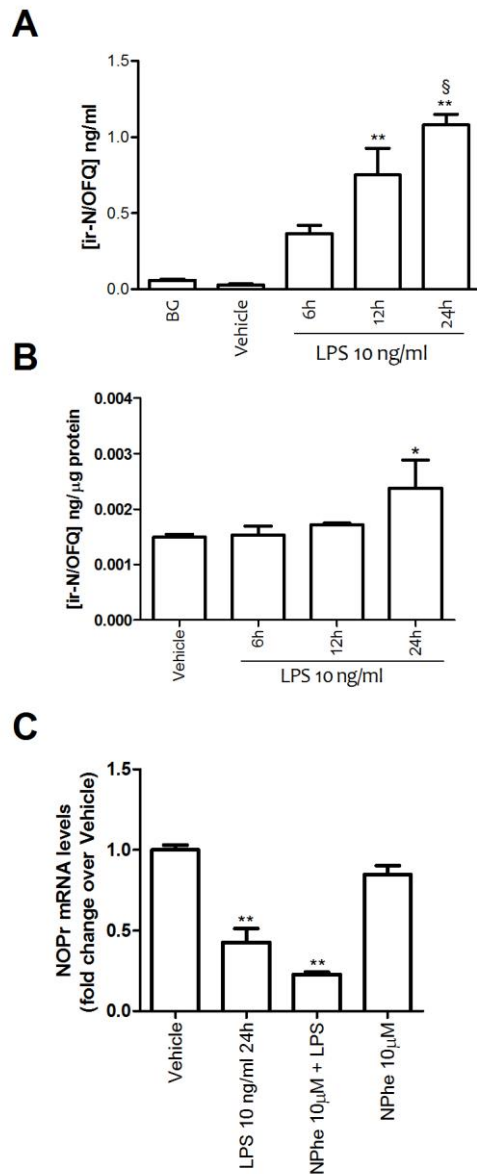 A
[ir-N/OFQ] ng/ml
1.5
1.0
0.5
0.0
**
§
**
BG
Vehicle
6h
12h
24h
LPS 10 ng/ml
B
[ir-N/OFQ] ng/µg protein
0.004
0.003
0.002
0.001
0.000
*
Vehicle
6h
12h
24h
LPS 10 ng/ml
C
NOPr mRNA levels
(fold change over Vehicle)
1.5
1.0
0.5
0.0
**
**
Vehicle
LPS 10 ng/ml 24h
NPhe 10µM + LPS
NPhe 10µM